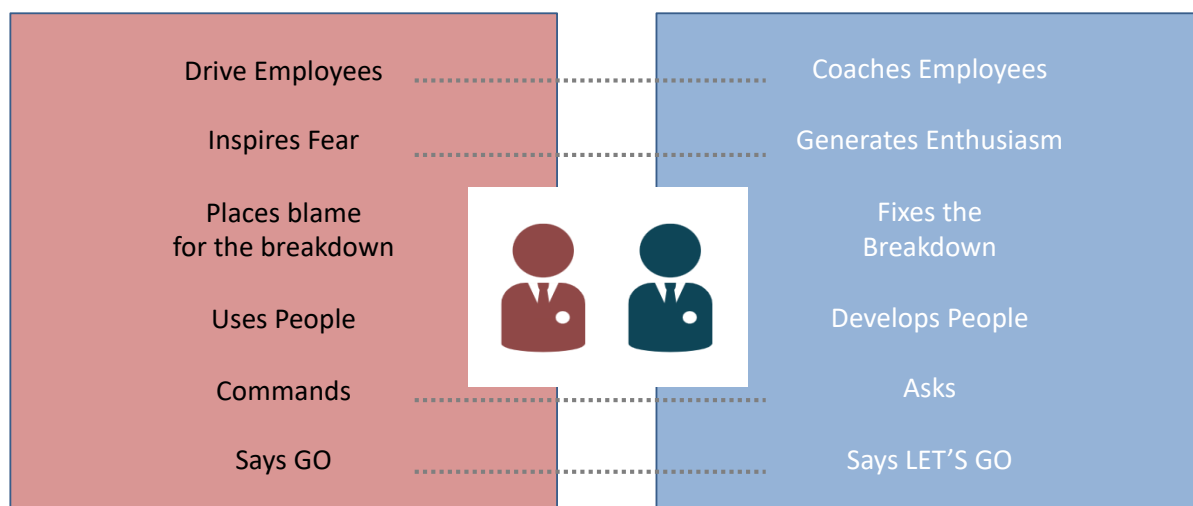 Drive Employees
Coaches Employees
Inspires Fear
Generates Enthusiasm
Places blame
for the breakdown
Fixes the
Breakdown
Uses People
Develops People
Commands
Asks
Says GO
Says LET’S GO